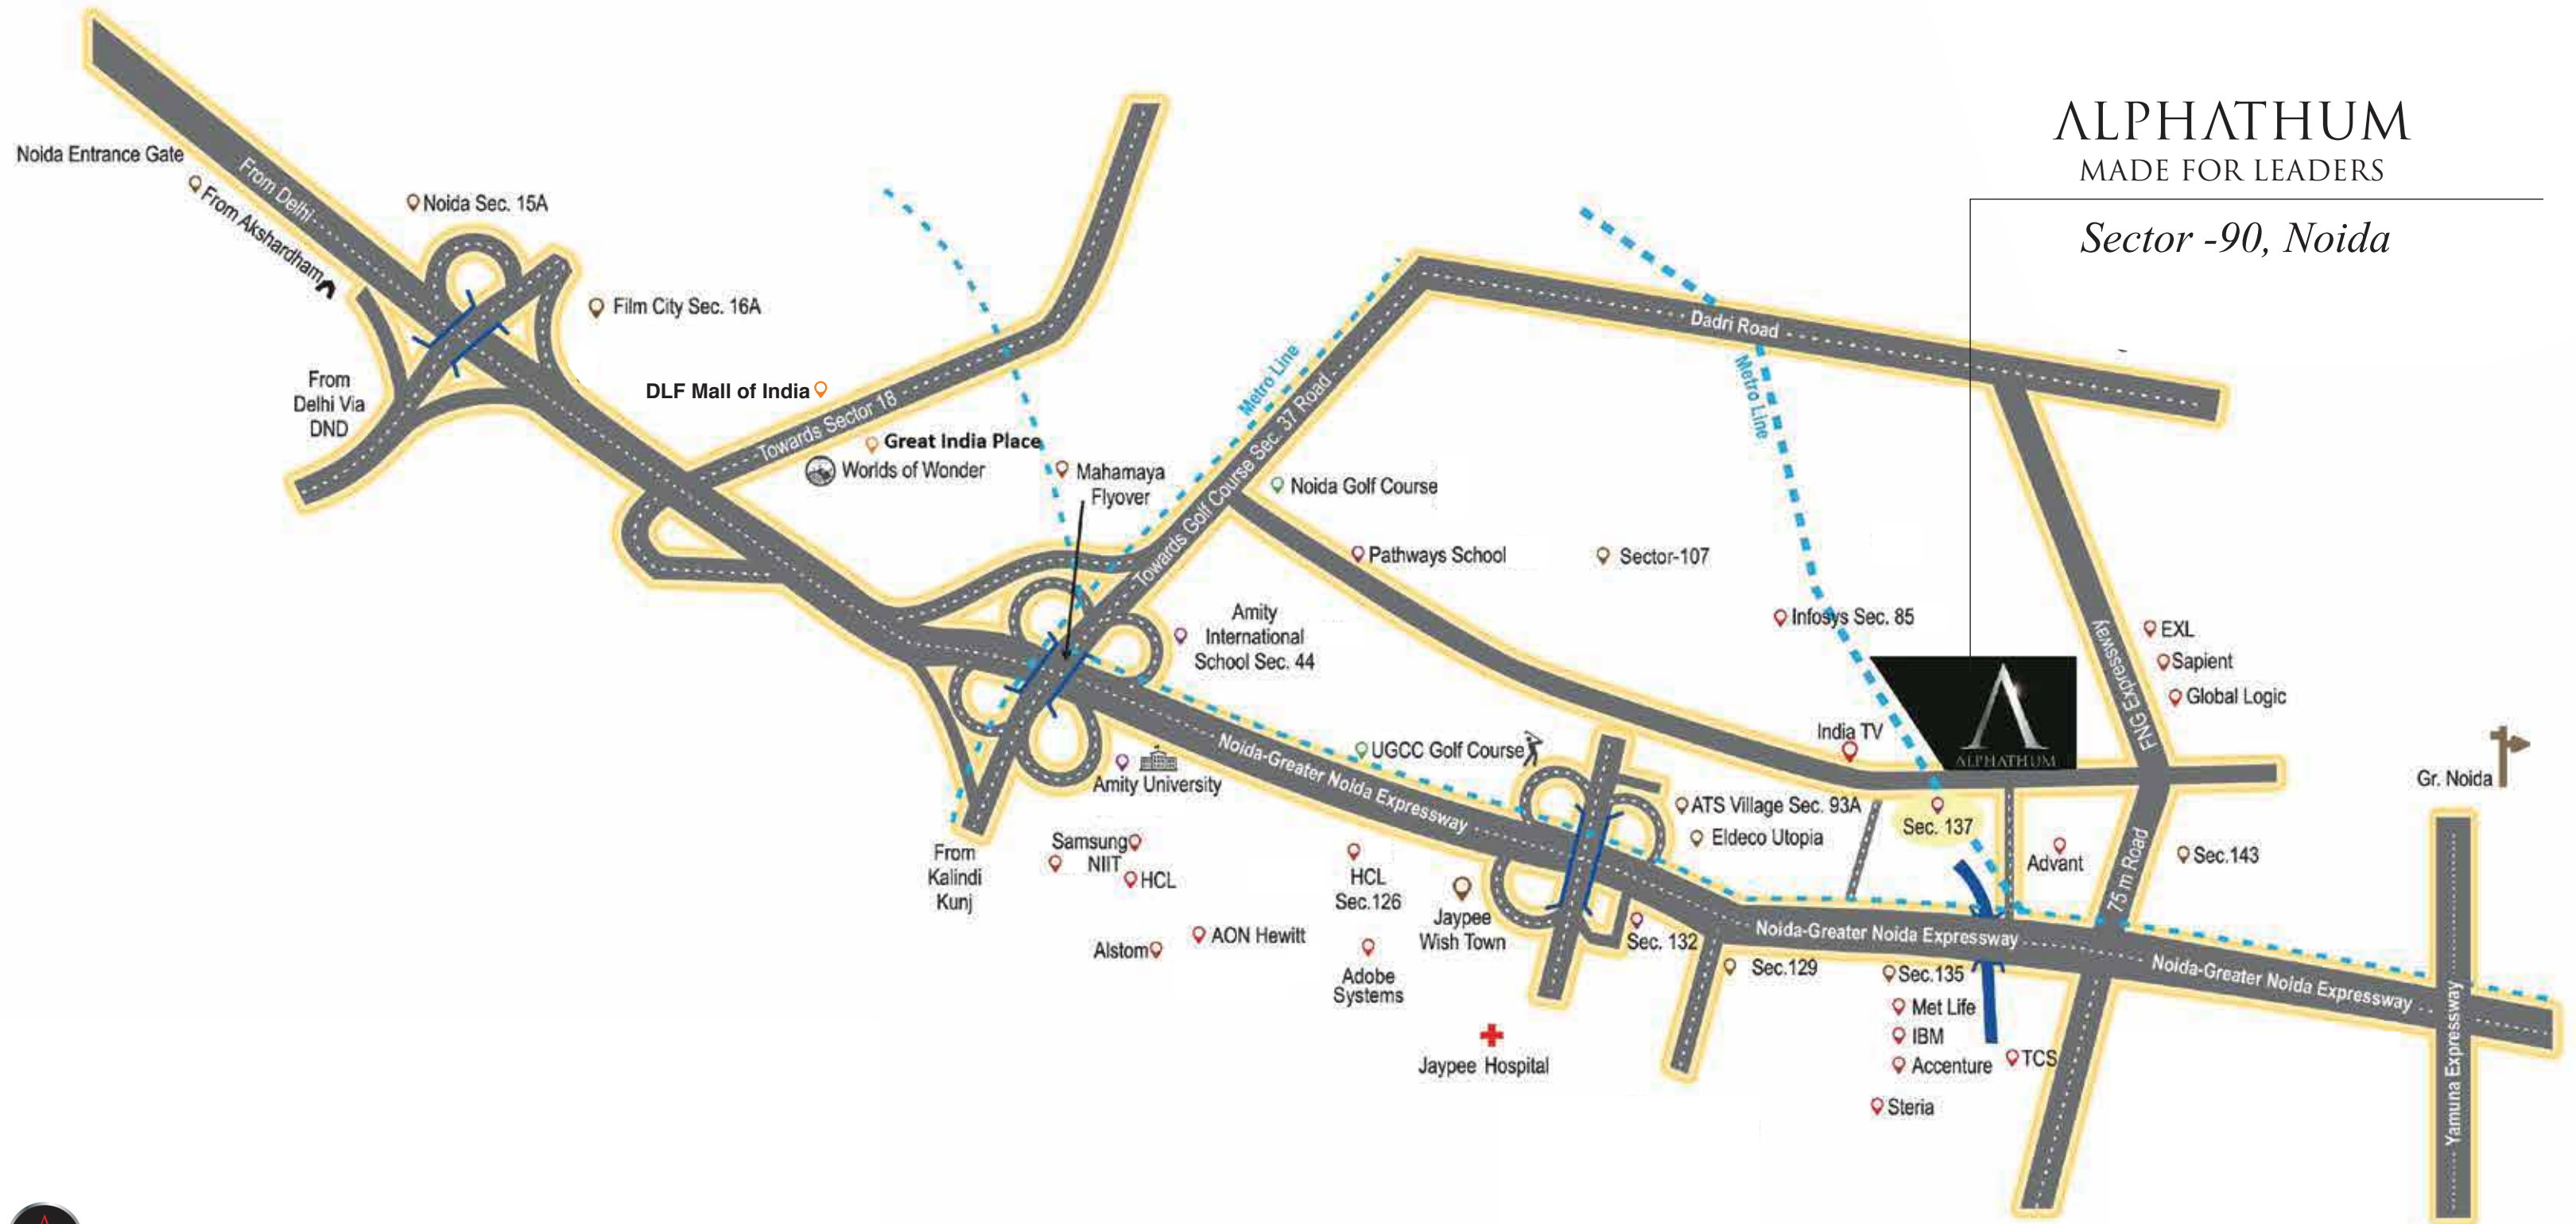 ALPHATHUM
MADE FOR LEADERS
Sector -90, Noida
Noida Entrance Gate
From Delhi
From Akshardham
Noida Sec. 15A
Film City Sec. 16A
From
Delhi Via
DND
DLF Mall of India
Towards Sector 18
Great India Place
Worlds of Wonder
Mahamaya
Flyover
Metro Line
Towards Golf Course Sec. 37 Road
Dadri Road
Metro Line
Noida Golf Course
Pathways School
Sector-107
Amity
International
School Sec. 44
Infosys Sec. 85
FNG Expressway
EXL
Sapient
Global Logic
India TV
ALPHATHUM
Gr. Noida
Amity University
Noida-Greater Noida Expressway
UGCC Golf Course
ATS Village Sec. 93A
Eldeco Utopia
Sec. 137
Advant
75 m Road
Sec.143
From
Kalindi
Kunj
Samsung
NIIT
HCL
HCL
Sec.126
Jaypee
Wish Town
Alstom
AON Hewitt
Adobe
Systems
Sec. 132
Sec.129
Noida-Greater Noida Expressway
Sec.135
Met Life
IBM
Accenture
TCS
Steria
Noida-Greater Noida Expressway
Yamuna Expressway
Jaypee Hospital